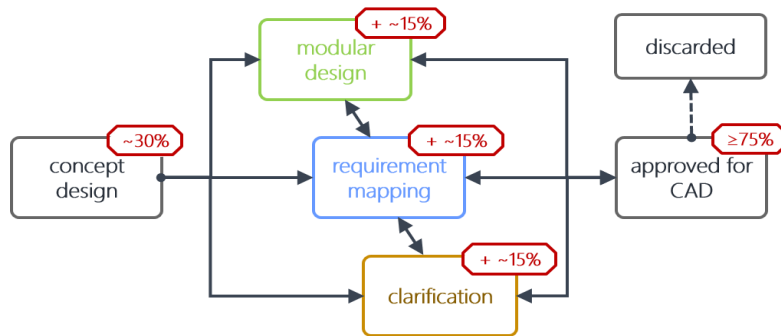 + ~15%
modular
design
discarded
~30%
concept
design
+ ~15%
requirement
mapping
≥75%
approved for
CAD
+ ~15%
clarification